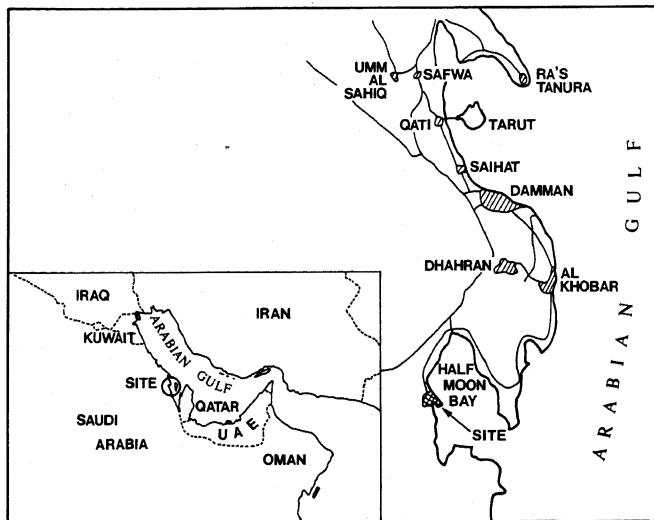 UMM
AL
SAHIQ
SAFWA
RA'S
TANURA
QATI
TARUT
SAIHAT
DAMMAN
DHAHRAN
AL
KHOBAR
HALF
MOON
BAY
SITE
ARABIAN GULF
IRAQ
IRAN
KUWAIT
ARABIAN GULF
SITE
QATAR
SAUDI
ARABIA
UAE
OMAN